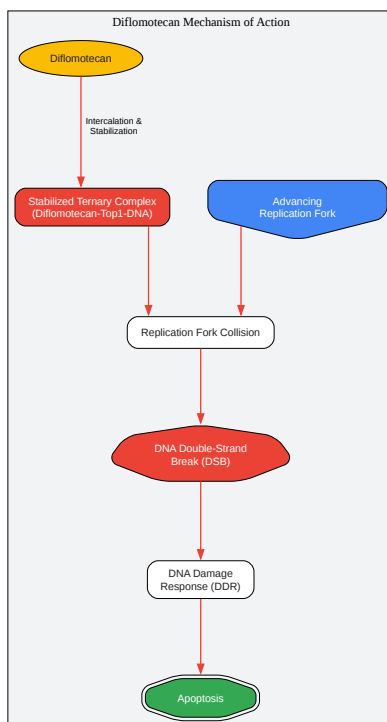 Diflomotecan Mechanism of Action
Diflomotecan
Intercalation &
Stabilization
Stabilized Ternary Complex
(Diflomotecan-Top1-DNA)
Advancing
Replication Fork
Replication Fork Collision
DNA Double-Strand
Break (DSB)
DNA Damage
Response (DDR)
Apoptosis